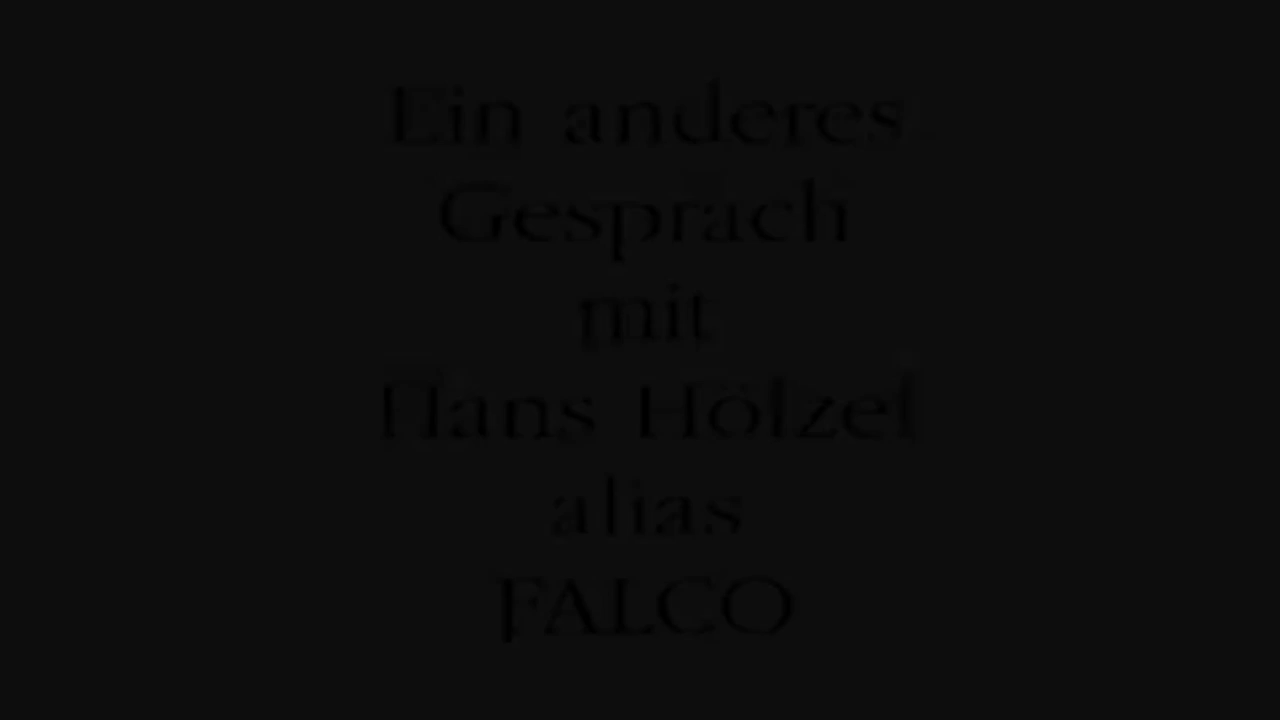 Ein anderes
Gespräch
mit
Hans Hölzel
alias
FALCO